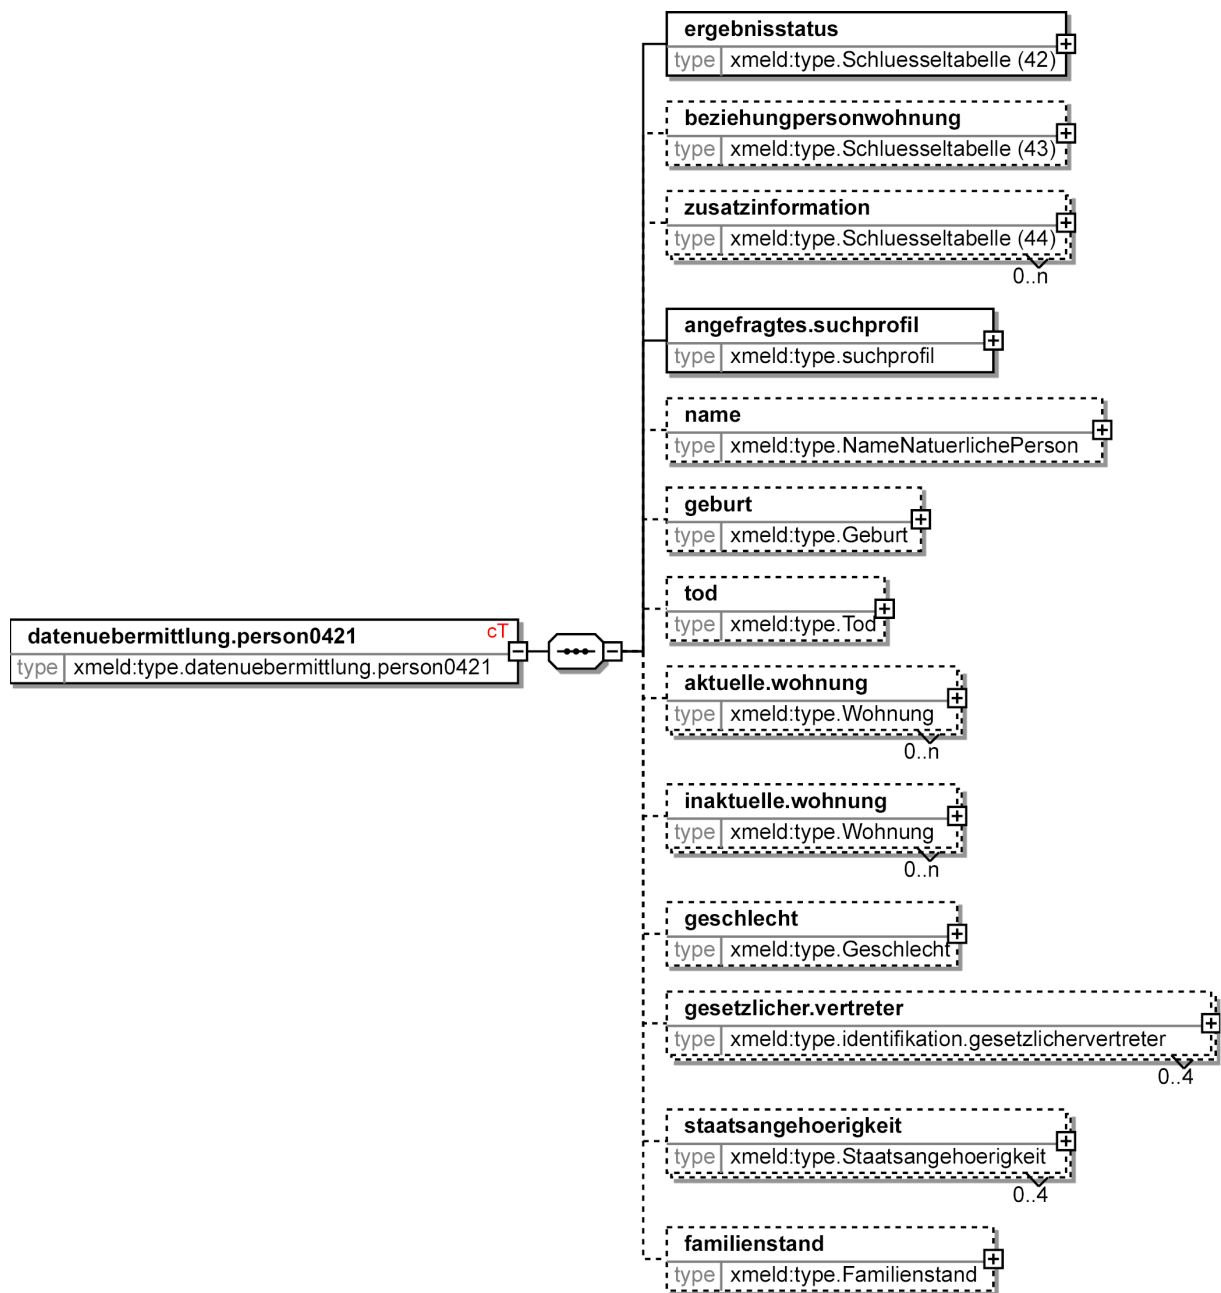 ergebnisstatus
type xmeld:type.Schluesseltabelle (42)
beziehungpersonwohnung
type xmeld:type.Schluesseltabelle (43)
zusatzinformation
type xmeld:type.Schluesseltabelle (44)
0..n
angefragtes.suchprofil
type xmeld:type.suchprofil
name
type xmeld:type.NameNatuerlichePerson
geburt
type xmeld:type.Geburt
tod
type xmeld:type.Tod
datenuebermittlung.person0421 cT
type xmeld:type.datenuebermittlung.person0421
aktuelle.wohnung
type xmeld:type.Wohnung
0..n
inaktuelle.wohnung
type xmeld:type.Wohnung
0..n
geschlecht
type xmeld:type.Geschlecht
gesetzlicher.vertreter
type xmeld:type.identifikation.gesetzlichervertreter
0..4
staatsangehoerigkeit
type xmeld:type.Staatsangehoerigkeit
0..4
familienstand
type xmeld:type.Familienstand